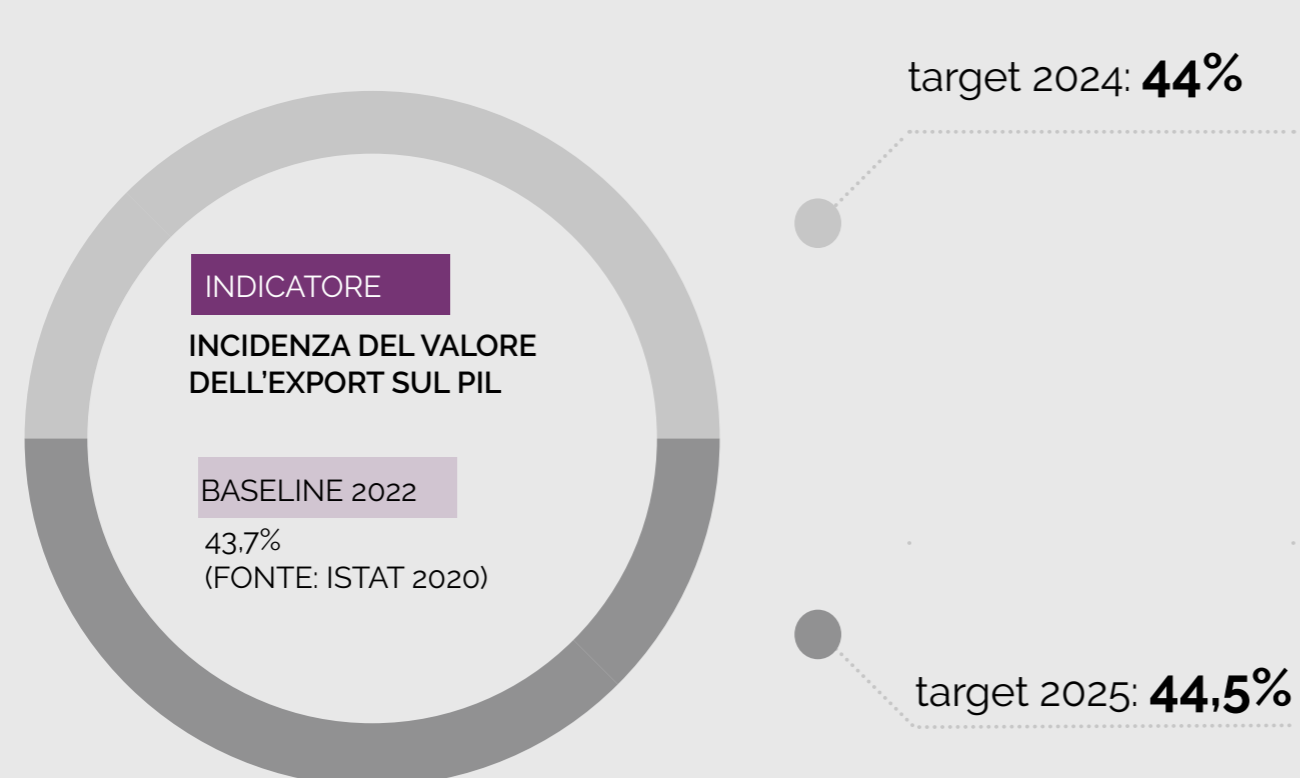 target 2024: 44%
INDICATORE
INCIDENZA DEL VALORE
DELL’EXPORT SUL PIL
BASELINE 2022
43,7%
(FONTE: ISTAT 2020)
target 2025: 44,5%